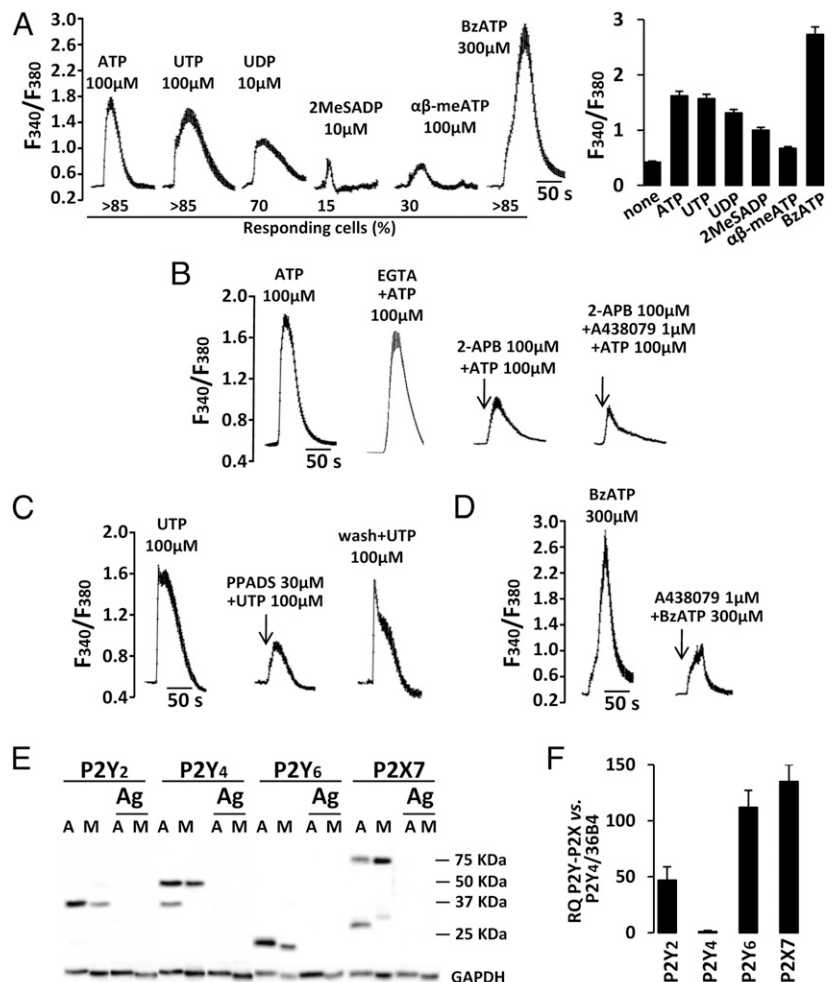 A
F340/F380
3.0
2.6
2.2
1.8
1.4
1.0
0.6
0.2
ATP
100μM
UTP
100μM
UDP
10μM
2MeSADP
10μM
αβ-meATP
100μM
BzATP
300μM
50 s
>85
>85
70
15
30
>85
Responding cells (%)
F340/F380
3
2
1
0
none
ATP
UTP
UDP
2MeSADP
αβ-meATP
BzATP
B
F340/F380
2.0
1.6
1.2
0.8
0.4
ATP
100μM
50 s
EGTA
+ATP
100μM
2-APB 100μM
+ATP 100μM
2-APB 100μM
+A438079 1μM
+ATP 100μM
C
F340/F380
2.0
1.6
1.2
0.8
0.4
UTP
100μM
50 s
PPADS 30μM
+UTP 100μM
wash+UTP
100μM
D
F340/F380
3.0
2.6
2.2
1.8
1.4
1.0
0.6
0.2
BzATP
300μM
50 s
A438079 1μM
+BzATP 300μM
E
P2Y2 P2Y4 P2Y6 P2X7
Ag Ag Ag Ag
A M A M A M A M A M A M A M A M
75 KDa
50 KDa
37 KDa
25 KDa
GAPDH
F
RQ P2Y-P2X vs.
P2Y4/36B4
150
100
50
0
P2Y2
P2Y4
P2Y6
P2X7